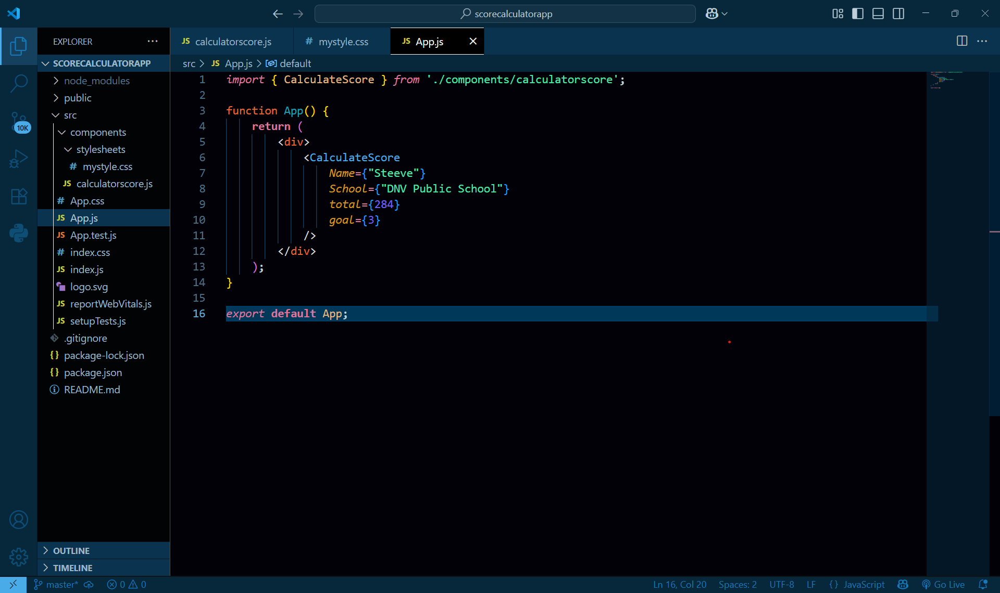 scorecalculatorapp
EXPLORER
calculatorscore.js
mystyle.css
App.js
SCORECALCULATORAPP
node_modules
public
src
components
stylesheets
mystyle.css
calculatorscore.js
App.css
App.js
App.test.js
index.css
index.js
logo.svg
reportWebVitals.js
setupTests.js
.gitignore
package-lock.json
package.json
README.md
10K
OUTLINE
TIMELINE
src > JS App.js > default
1 import { CalculateScore } from './components/calculatorscore';
2
3 function App() {
4 return (
5 <div>
6 <CalculateScore
7 Name={"Steeve"}
8 School={"DNV Public School"}
9 total={284}
10 goal={3}
11 />
12 </div>
13 );
14 }
15
16 export default App;
master* 0 0 Ln 16, Col 20 Spaces: 2 UTF-8 LF {} JavaScript Go Live